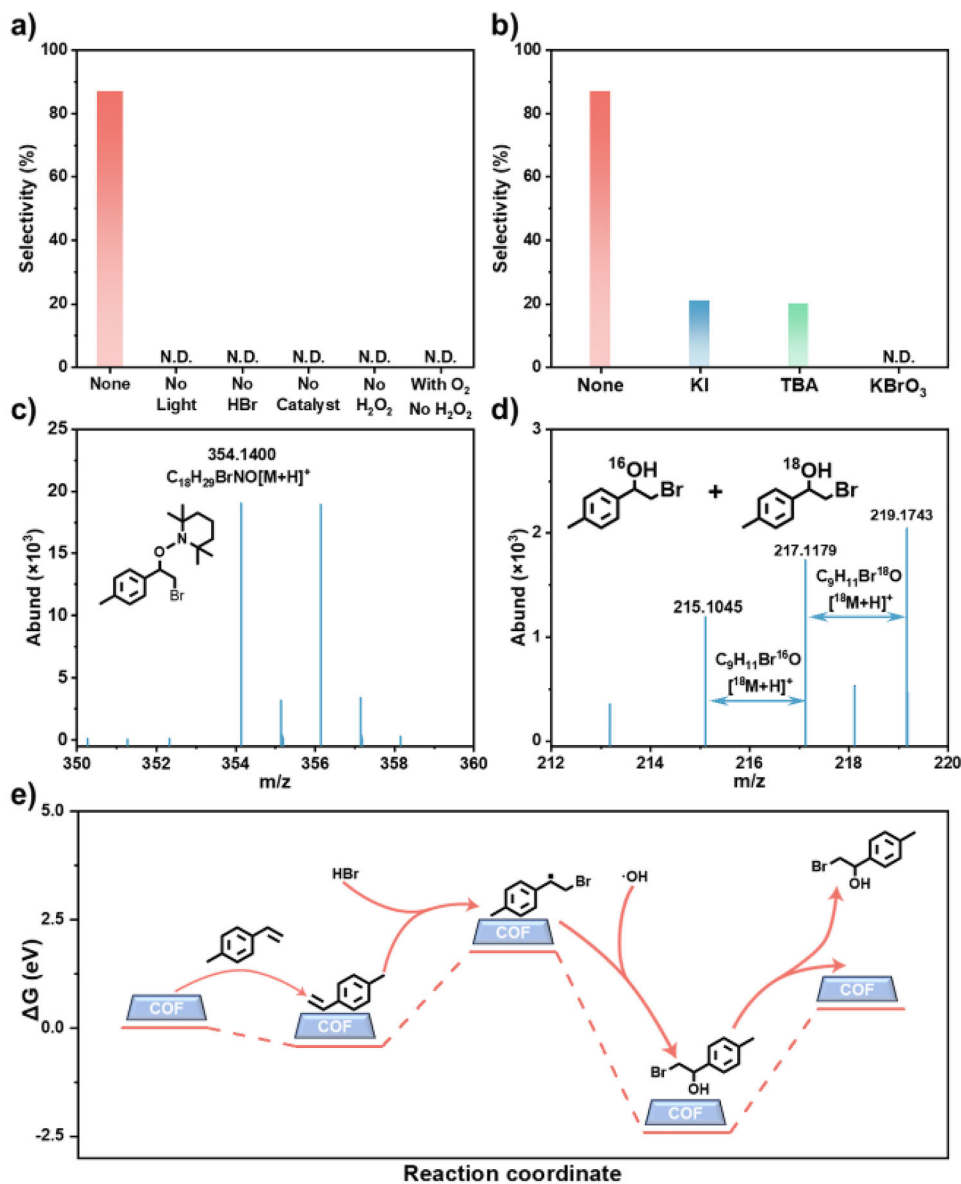 a)
Selectivity (%)
100
80
60
40
20
0
N.D.
N.D.
N.D.
N.D.
N.D.
None
No Light
No HBr
No Catalyst
No H₂O₂
With O₂ No H₂O₂
b)
Selectivity (%)
100
80
60
40
20
0
N.D.
None
KI
TBA
KBrO₃
c)
Abund (×10³)
25
20
15
10
5
0
354.1400
C₁₈H₂₉BrNO[M+H]⁺
O
N
Br
350
352
354
356
358
360
m/z
d)
Abund (×10³)
3
2
1
0
¹⁶OH
Br
+
¹⁸OH
Br
219.1743
217.1179
C₉H₁₁Br¹⁸O
[¹⁸M+H]⁺
215.1045
C₉H₁₁Br¹⁶O
[¹⁸M+H]⁺
212
214
216
218
220
m/z
e)
ΔG (eV)
5.0
2.5
0.0
-2.5
COF
COF
HBr
Br
COF
·OH
Br
OH
COF
Br
OH
COF
Reaction coordinate